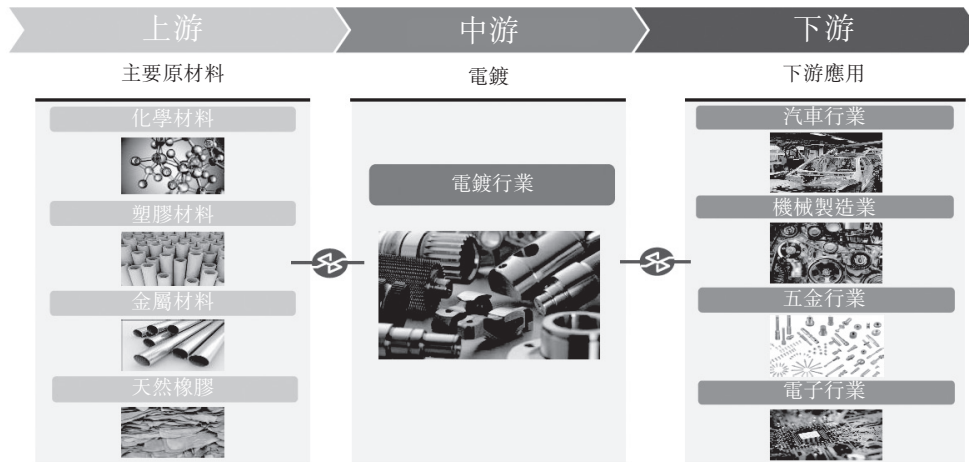 上游
中游
下游
主要原材料
電鍍
下游應用
化學材料
塑膠材料
金屬材料
天然橡膠
電鍍行業
汽車行業
機械製造業
五金行業
電子行業